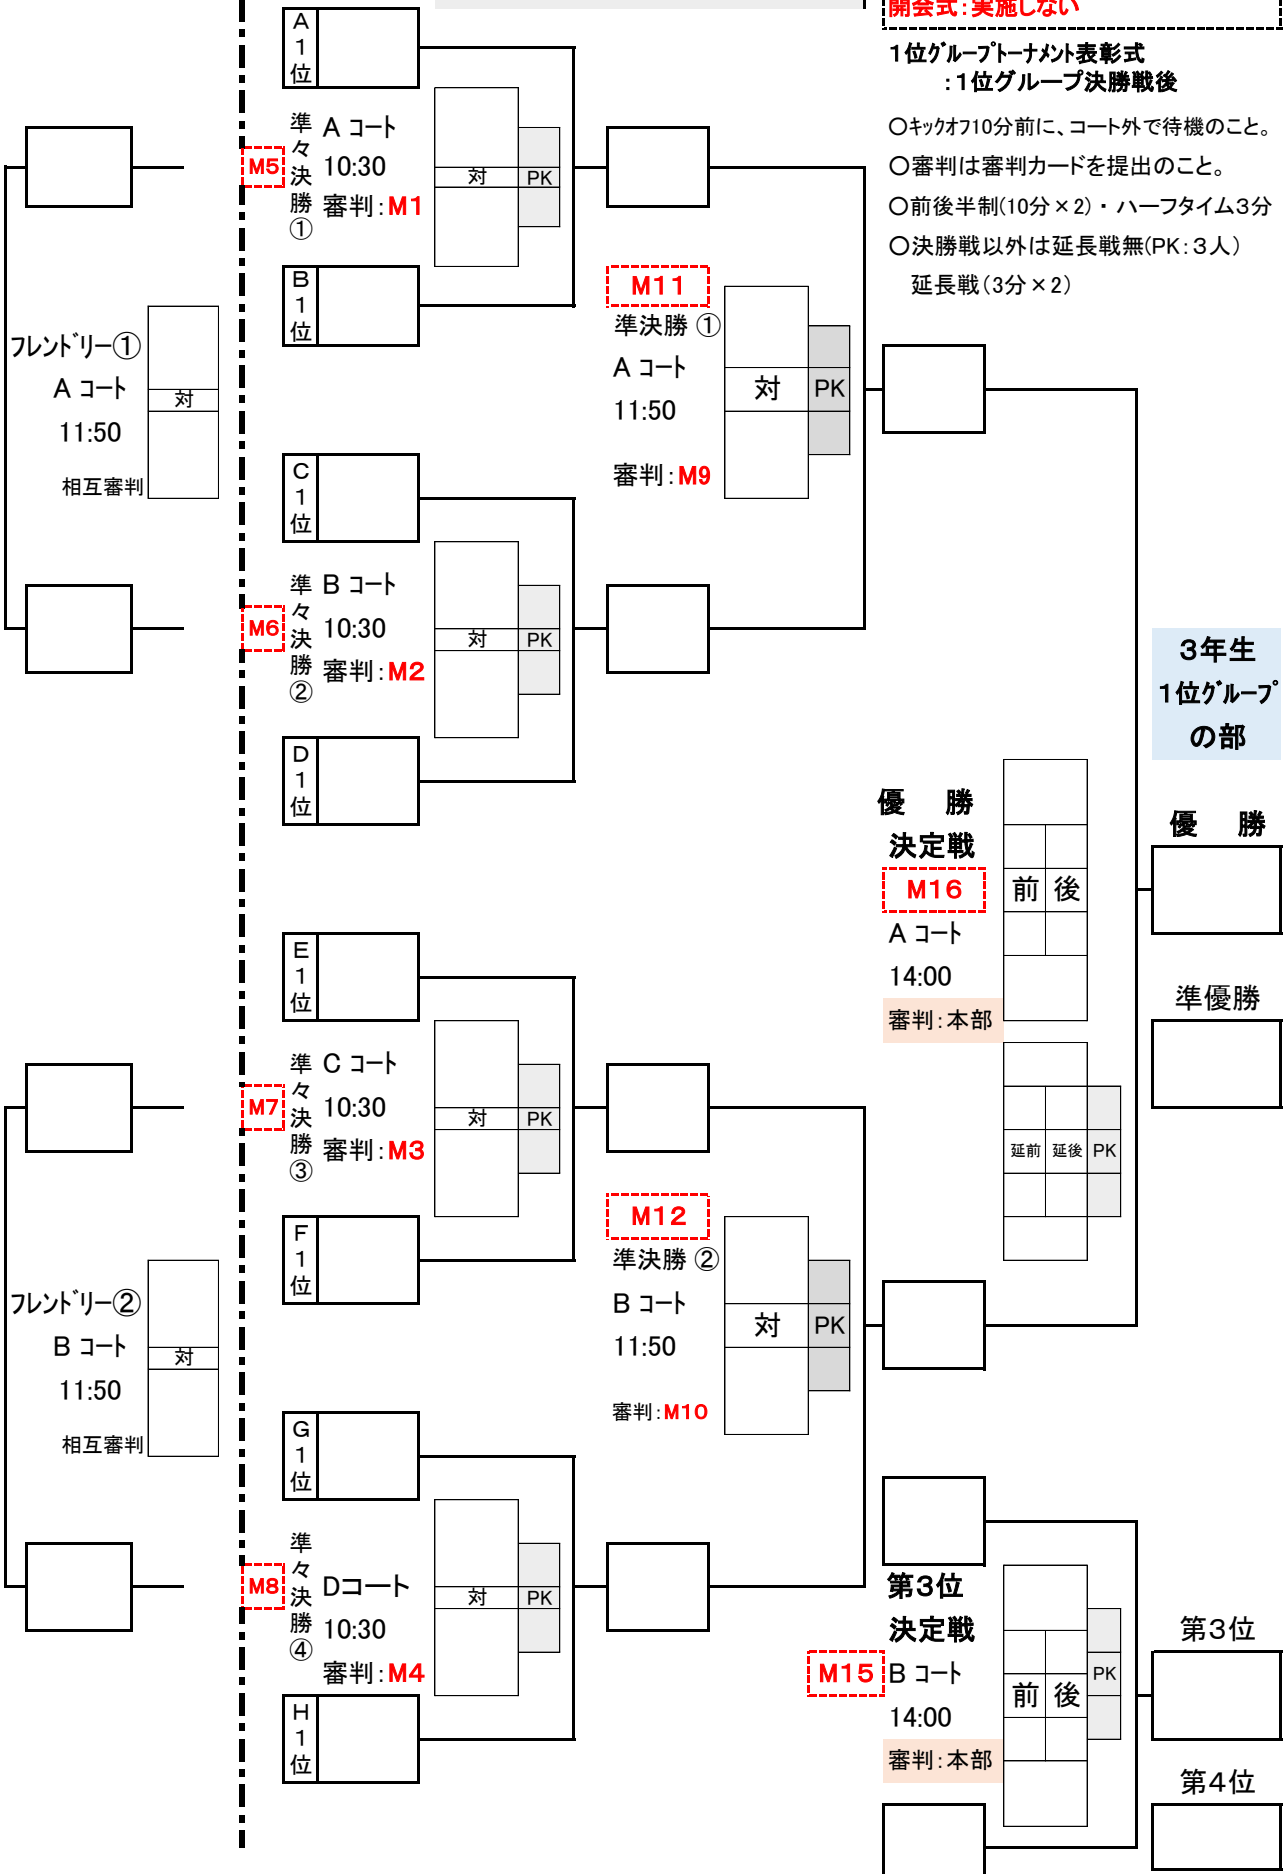 開会式：実施しない
1位ｸﾞﾙｰﾌﾟﾄｰﾅﾒﾝﾄ表彰式
：1位グループ決勝戦後
〇ｷｯｸｵﾌ10分前に、コート外で待機のこと。
〇審判は審判カードを提出のこと。
〇前後半制(10分×2)・ハーフタイム3分
〇決勝戦以外は延長戦無(PK：3人)
延長戦(3分×2)
A1位
M5
準々決勝①
A コート
10:30
審判：M1
対
PK
B1位
フレンドリー①
A コート
11:50
相互審判
対
M11
準決勝 ①
A コート
11:50
審判：M9
対
PK
C1位
M6
準々決勝②
B コート
10:30
審判：M2
対
PK
D1位
3年生
1位ｸﾞﾙｰﾌﾟ
の部
優 勝
決定戦
M16
A コート
14:00
審判：本部
前
後
延前
延後
PK
優 勝
準優勝
E1位
M7
準々決勝③
C コート
10:30
審判：M3
対
PK
F1位
フレンドリー②
B コート
11:50
相互審判
対
M12
準決勝 ②
B コート
11:50
審判：M10
対
PK
G1位
M8
準々決勝④
Dコート
10:30
審判：M4
対
PK
H1位
第3位
決定戦
M15
B コート
14:00
審判：本部
前
後
PK
第3位
第4位